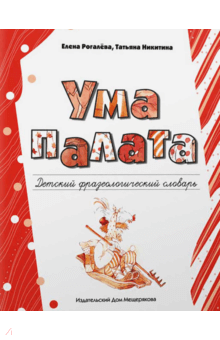 Елена Рогалёва, Татьяна Никитина
Ума
палата
Детский фразеологический словарь
Издательский Дом Мещерякова